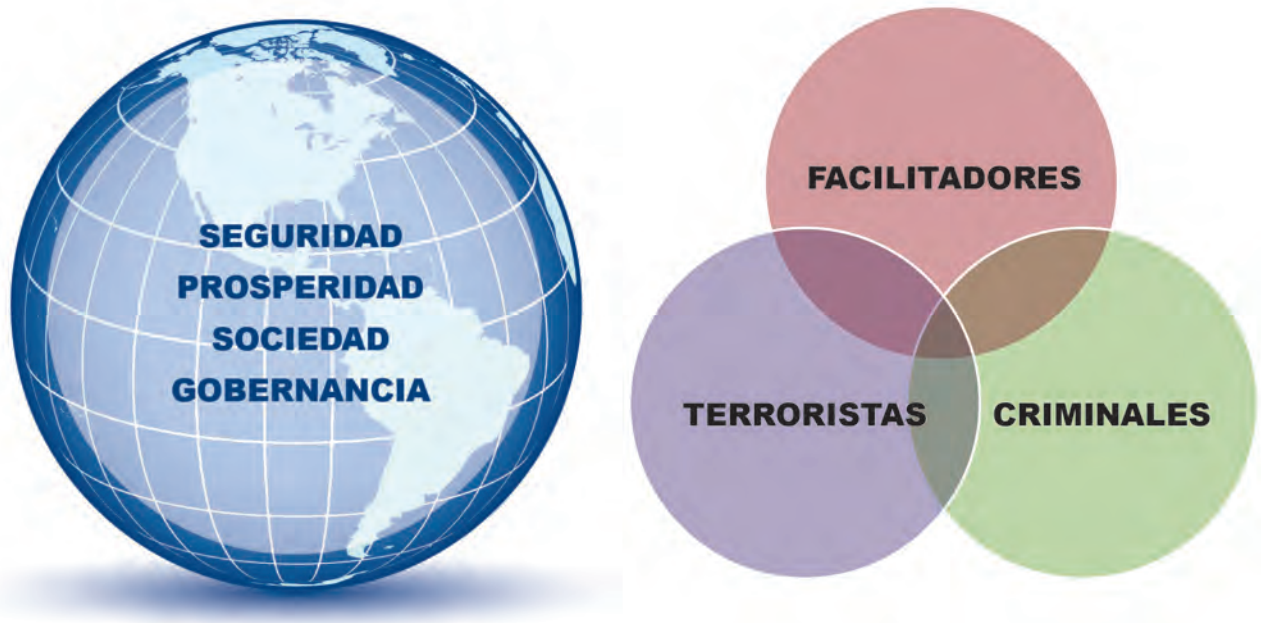 SEGURIDAD
PROSPERIDAD
SOCIEDAD
GOBERNANCIA
FACILITADORES
TERRORISTAS
CRIMINALES